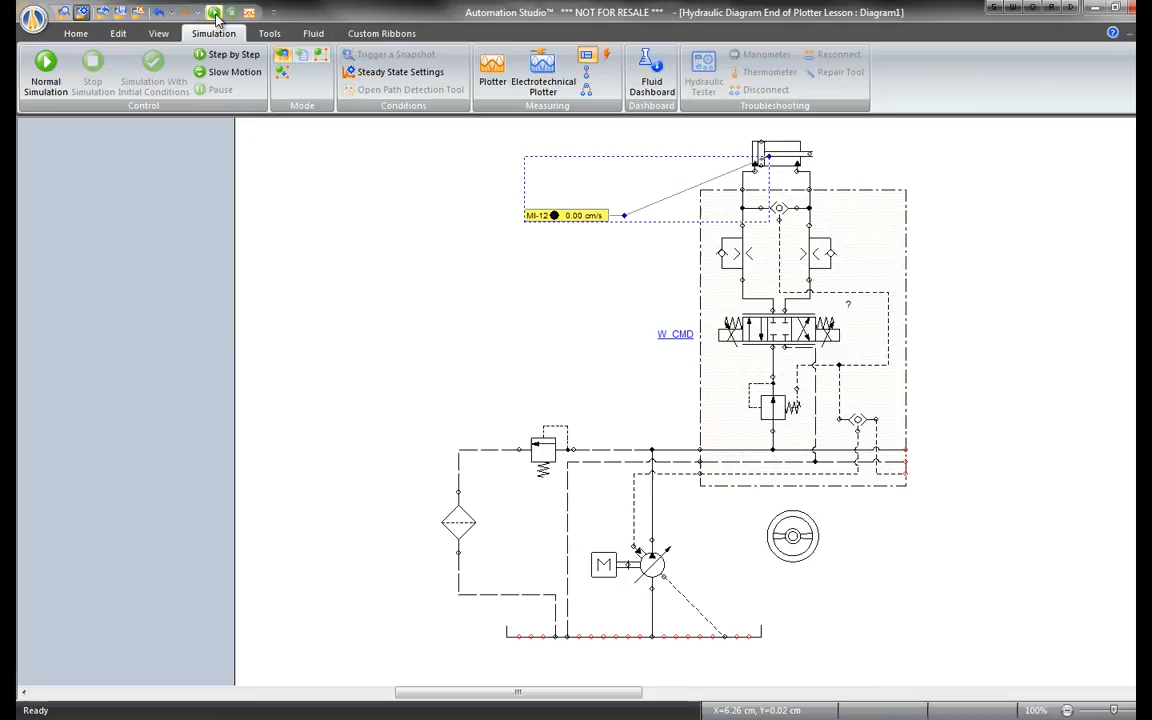 Automation Studio™ *** NOT FOR RESALE *** - [Hydraulic Diagram End of Plotter Lesson : Diagram1]
S W O R D
Home Edit View Simulation Tools Fluid Custom Ribbons
Normal Simulation
Stop Simulation
Simulation With Initial Conditions
Step by Step
Slow Motion
Pause
Control
Mode
Trigger a Snapshot
Steady State Settings
Open Path Detection Tool
Conditions
Plotter
Electrotechnical Plotter
Measuring
Fluid Dashboard
Dashboard
Hydraulic Tester
Manometer
Thermometer
Disconnect
Reconnect
Repair Tool
Troubleshooting
MI-12 0.00 cm/s
?
W_CMD
M
Ready
X=6.26 cm, Y=0.02 cm
100%